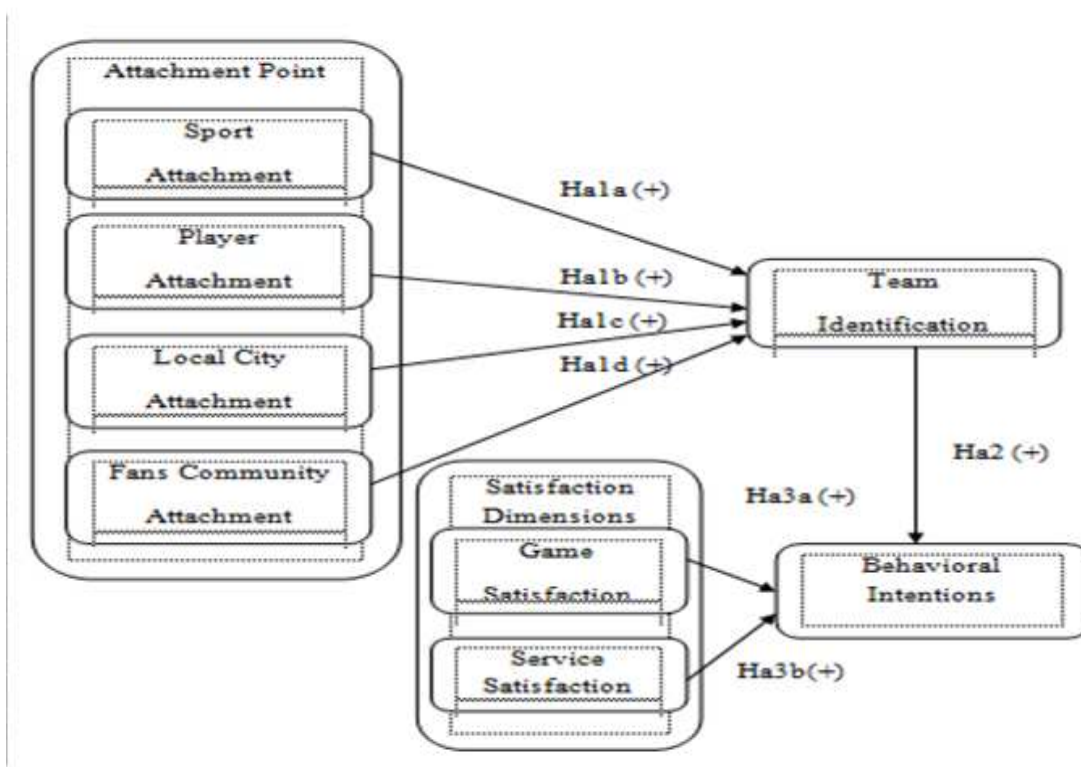 Attachment Point
Sport
Attachment
Player
Attachment
Local City
Attachment
Fans Community
Attachment
Ha1a (+)
Ha1b (+)
Ha1c (+)
Ha1d (+)
Team
Identification
Ha2 (+)
Satisfaction
Dimensions
Game
Satisfaction
Service
Satisfaction
Ha3a (+)
Ha3b(+)
Behavioral
Intentions